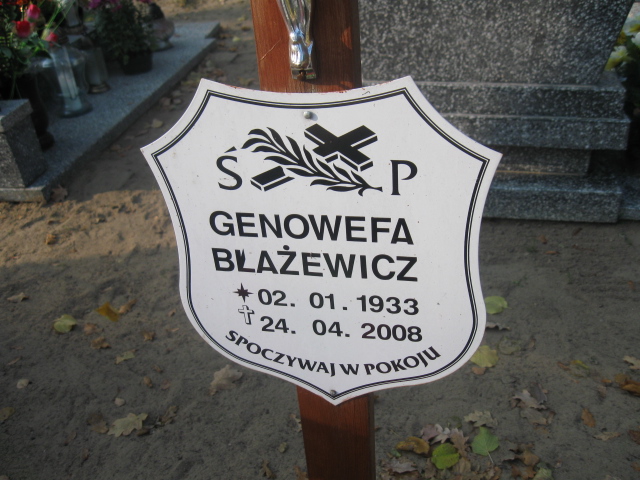 Ś P
GENOWEFA
BŁAŻEWICZ
02. 01. 1933
24. 04. 2008
SPOCZYWAJ W POKOJU